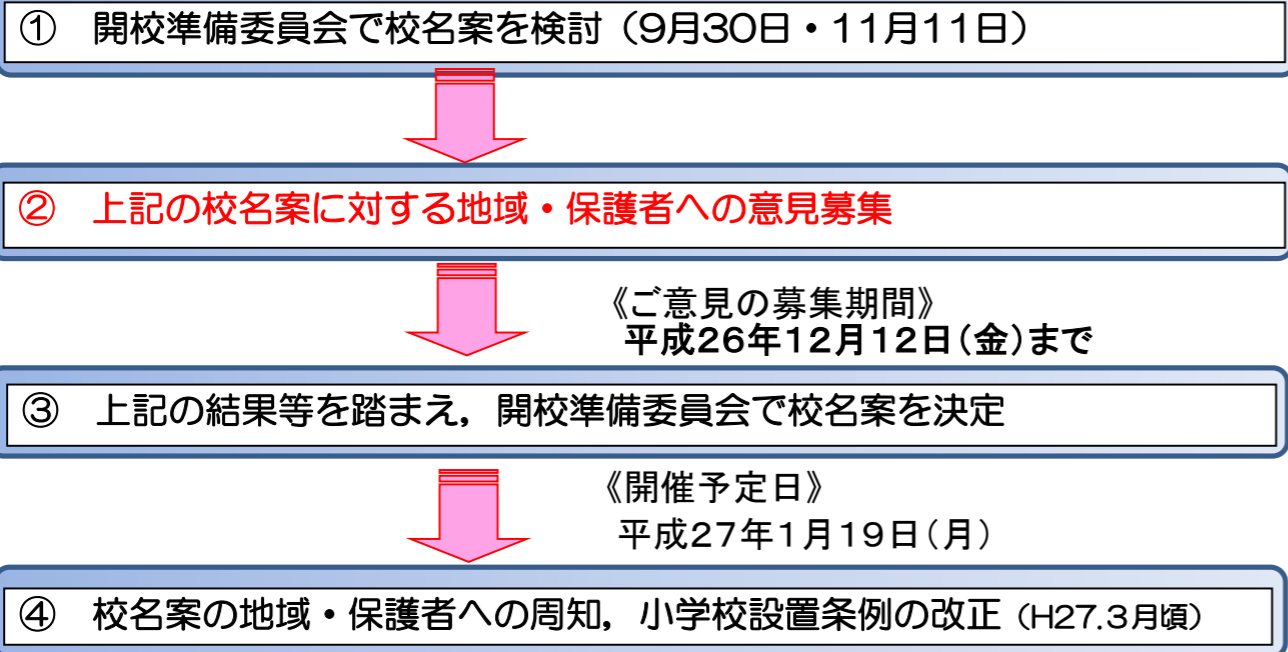 ① 開校準備委員会で校名案を検討（9月30日・11月11日）
② 上記の校名案に対する地域・保護者への意見募集
《ご意見の募集期間》
平成26年12月12日（金）まで
③ 上記の結果等を踏まえ，開校準備委員会で校名案を決定
《開催予定日》
平成27年1月19日（月）
④ 校名案の地域・保護者への周知，小学校設置条例の改正（H27.3月頃）